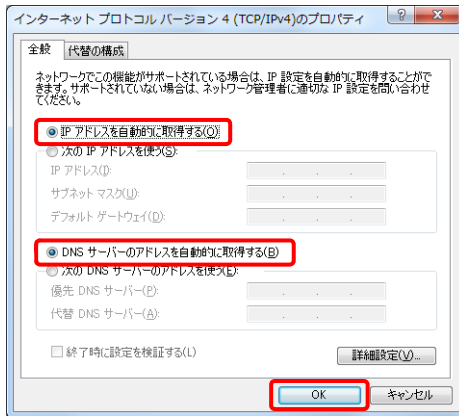 インターネット プロトコル バージョン 4 (TCP/IPv4)のプロパティ
全般
代替の構成
ネットワークでこの機能がサポートされている場合は、IP 設定を自動的に取得することがで
きます。サポートされていない場合は、ネットワーク管理者に適切な IP 設定を問い合わせ
てください。
IP アドレスを自動的に取得する(O)
次の IP アドレスを使う(S):
IP アドレス(I):
サブネット マスク(U):
デフォルト ゲートウェイ(D):
DNS サーバーのアドレスを自動的に取得する(B)
次の DNS サーバーのアドレスを使う(E):
優先 DNS サーバー(P):
代替 DNS サーバー(A):
終了時に設定を検証する(L)
詳細設定(V)...
OK
キャンセル